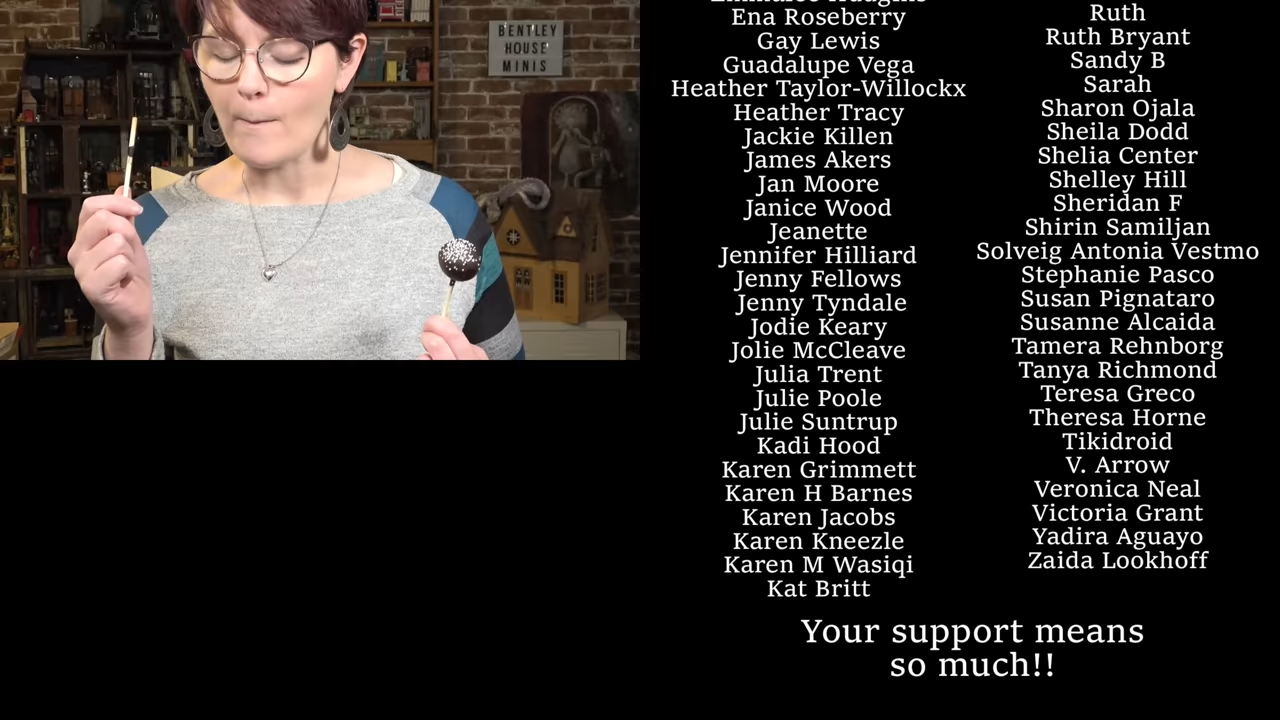 BENTLEY
HOUSE
MINIS
Ena Roseberry
Gay Lewis
Guadalupe Vega
Heather Taylor-Willockx
Heather Tracy
Jackie Killen
James Akers
Jan Moore
Janice Wood
Jeanette
Jennifer Hilliard
Jenny Fellows
Jenny Tyndale
Jodie Keary
Jolie McCleave
Julia Trent
Julie Poole
Julie Suntrup
Kadi Hood
Karen Grimmett
Karen H Barnes
Karen Jacobs
Karen Kneezle
Karen M Wasiqi
Kat Britt
Ruth
Ruth Bryant
Sandy B
Sarah
Sharon Ojala
Sheila Dodd
Shelia Center
Shelley Hill
Sheridan F
Shirin Samiljan
Solveig Antonia Vestmo
Stephanie Pasco
Susan Pignataro
Susanne Alcaida
Tamera Rehnborg
Tanya Richmond
Teresa Greco
Theresa Horne
Tikidroid
V. Arrow
Veronica Neal
Victoria Grant
Yadira Aguayo
Zaida Lookhoff
Your support means
so much!!